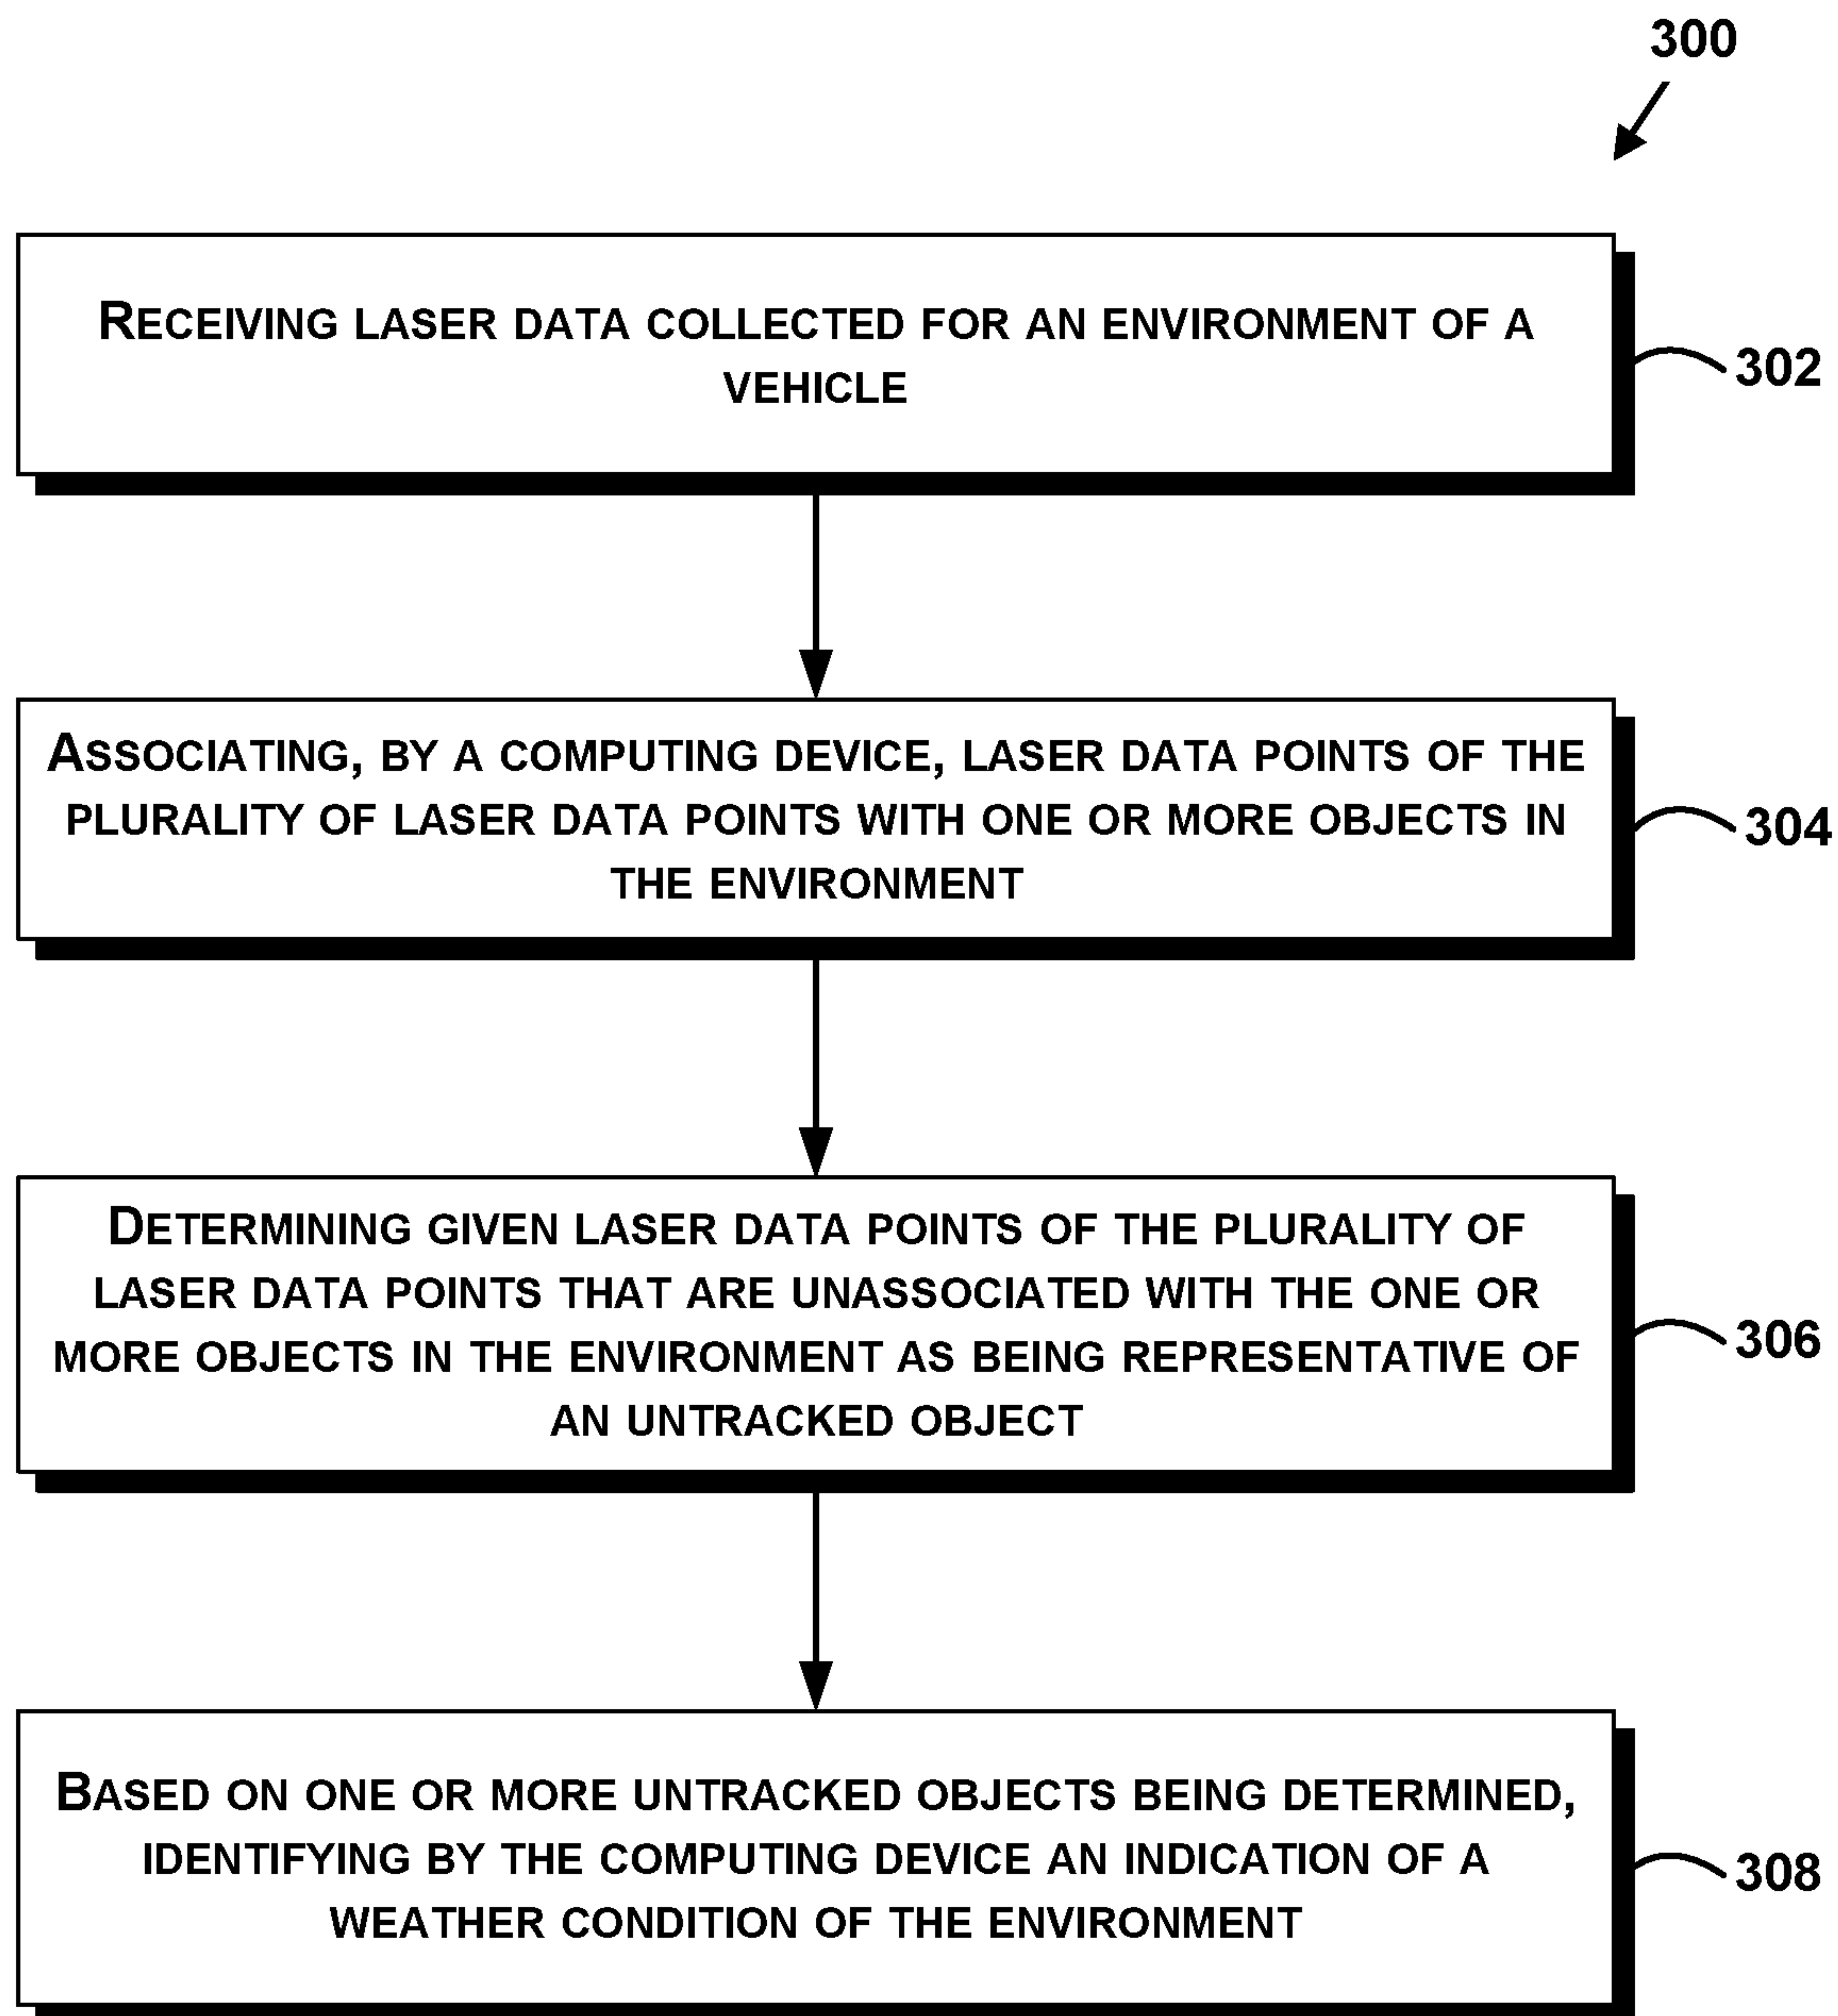 300
RECEIVING LASER DATA COLLECTED FOR AN ENVIRONMENT OF A
VEHICLE
302
ASSOCIATING, BY A COMPUTING DEVICE, LASER DATA POINTS OF THE
PLURALITY OF LASER DATA POINTS WITH ONE OR MORE OBJECTS IN
THE ENVIRONMENT
304
DETERMINING GIVEN LASER DATA POINTS OF THE PLURALITY OF
LASER DATA POINTS THAT ARE UNASSOCIATED WITH THE ONE OR
MORE OBJECTS IN THE ENVIRONMENT AS BEING REPRESENTATIVE OF
AN UNTRACKED OBJECT
306
BASED ON ONE OR MORE UNTRACKED OBJECTS BEING DETERMINED,
IDENTIFYING BY THE COMPUTING DEVICE AN INDICATION OF A
WEATHER CONDITION OF THE ENVIRONMENT
308